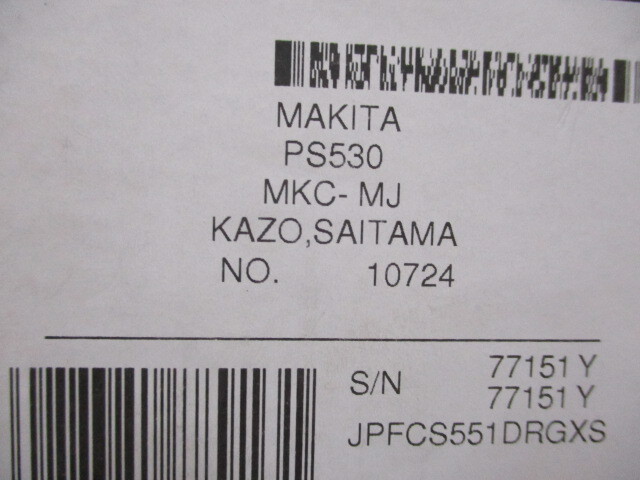 MAKITA
PS530
MKC- MJ
KAZO,SAITAMA
NO. 10724
S/N 77151 Y
77151 Y
JPFCS551DRGXS